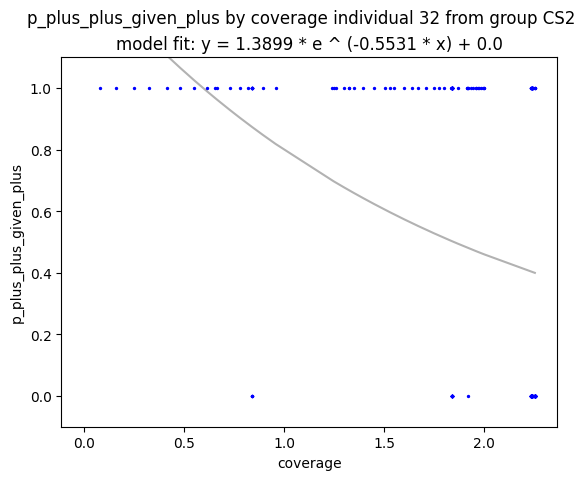 p_plus_plus_given_plus by coverage individual 32 from group CS2
model fit: y = 1.3899 * e ^ (-0.5531 * x) + 0.0
p_plus_plus_given_plus
1.0
0.8
0.6
0.4
0.2
0.0
0.0 0.5 1.0 1.5 2.0
coverage